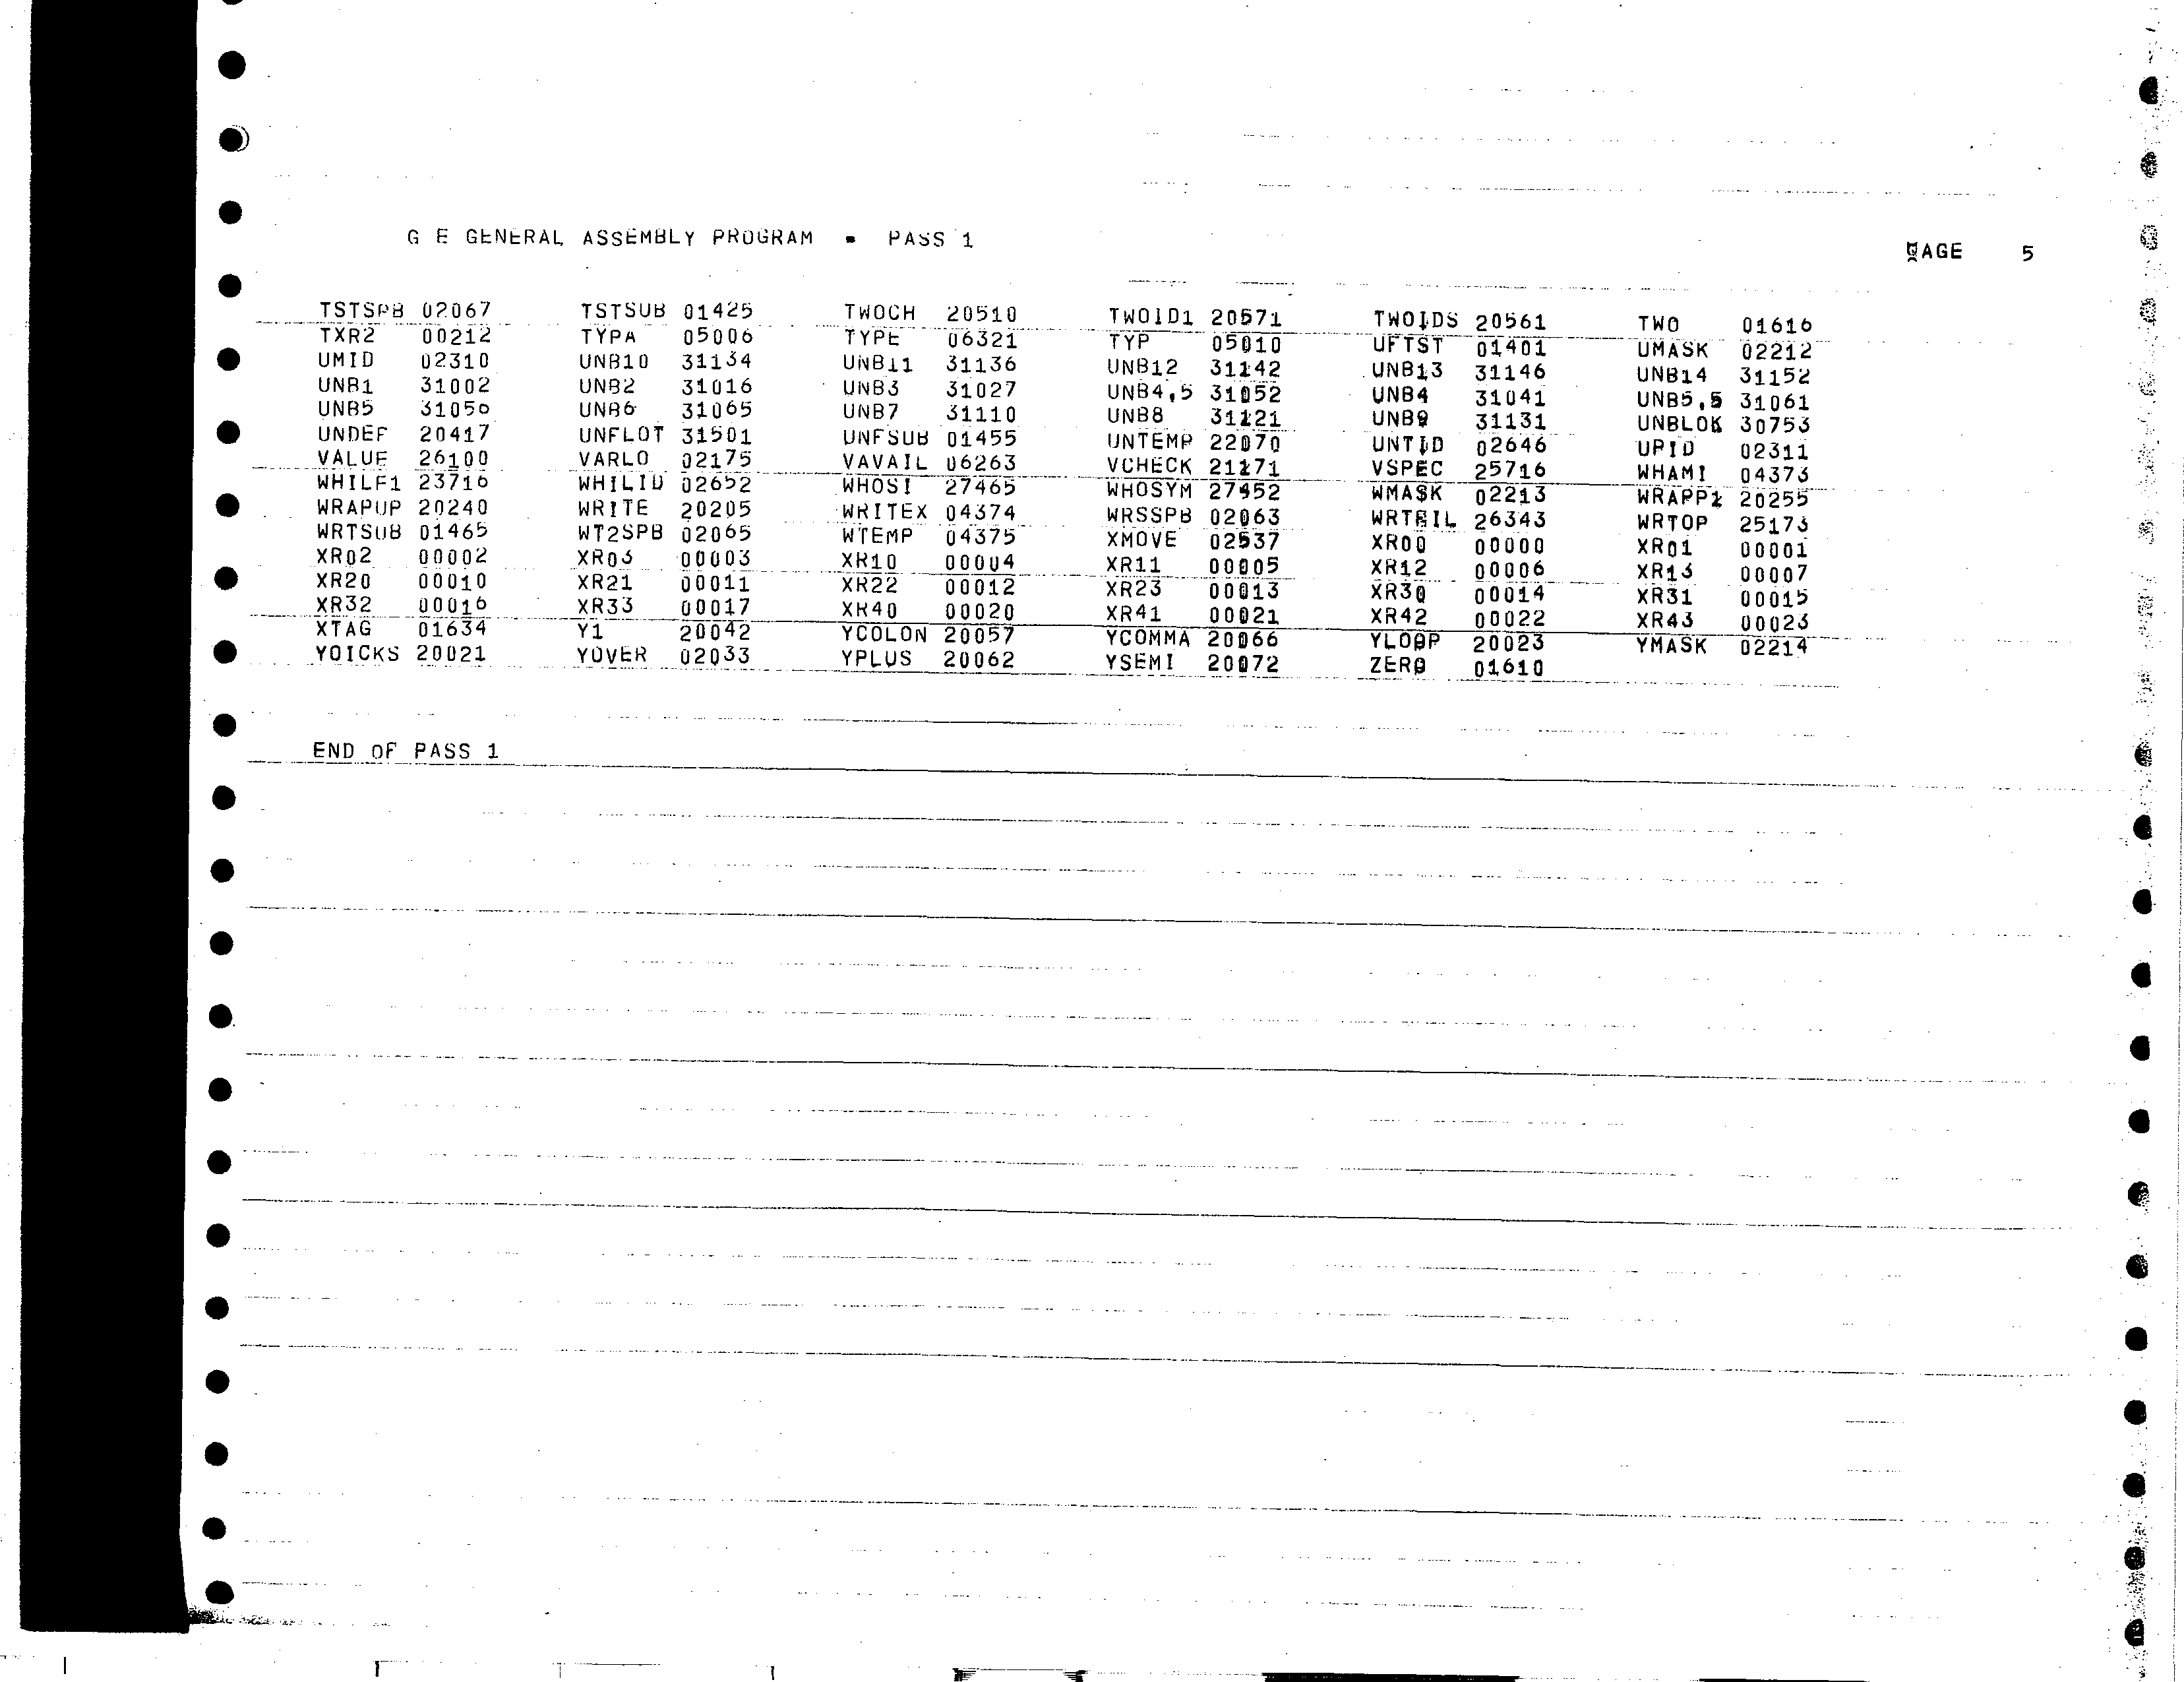 G E GENERAL ASSEMBLY PROGRAM - PASS 1 PAGE 5
TSTSPB 02067 TSTSUB 01425 TWOCH 20510 TWOID1 20571 TWOIDS 20561 TWO 01616
TXR2 00212 TYPA 05006 TYPE 06321 TYP 05010 UFTST 01401 UMASK 02212
UMID 02310 UNB10 31134 UNB11 31136 UNB12 31142 UNB13 31146 UNB14 31152
UNB1 31002 UNB2 31016 UNB3 31027 UNB4,5 31052 UNB4 31041 UNB5,5 31061
UNB5 31056 UNB6 31065 UNB7 31110 UNB8 31121 UNB9 31131 UNBLOK 30753
UNDEF 20417 UNFLOT 31501 UNFSUB 01455 UNTEMP 22070 UNTID 02646 UPID 02311
VALUE 26100 VARLO 02175 VAVAIL 06263 VCHECK 21171 VSPEC 25716 WHAMI 04373
WHILF1 23716 WHILID 02652 WHOSI 27465 WHOSYM 27452 WMASK 02213 WRAPP1 20255
WRAPUP 20240 WRITE 20205 WRITEX 04374 WRSSPB 02063 WRTBIL 26343 WRTOP 25173
WRTSUB 01465 WT2SPB 02065 WTEMP 04375 XMOVE 02537 XR00 00000 XR01 00001
XR02 00002 XR03 00003 XR10 00004 XR11 00005 XR12 00006 XR13 00007
XR20 00010 XR21 00011 XR22 00012 XR23 00013 XR30 00014 XR31 00015
XR32 00016 XR33 00017 XR40 00020 XR41 00021 XR42 00022 XR43 00023
XTAG 01634 Y1 20042 YCOLON 20057 YCOMMA 20066 YLOOP 20023 YMASK 02214
YOICKS 20021 YOVER 02033 YPLUS 20062 YSEMI 20072 ZERO 01610
END OF PASS 1